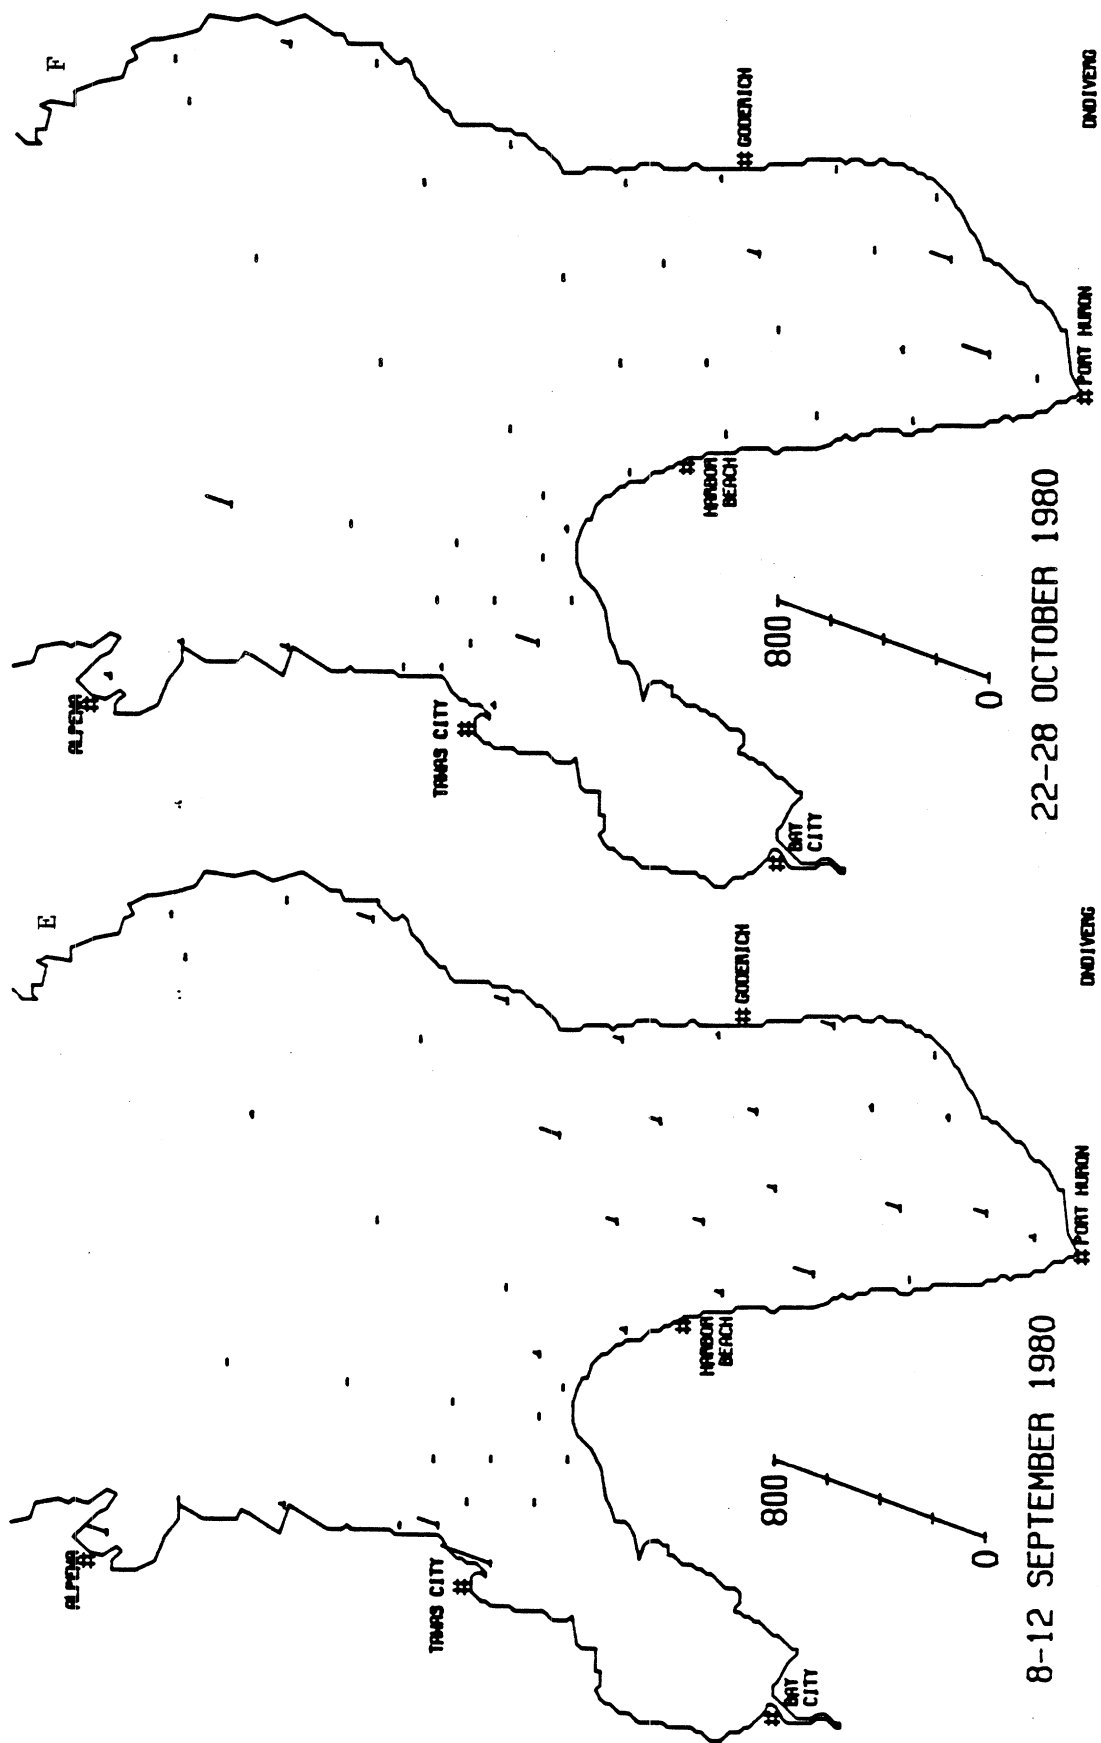 E
ALPENA
#
TAWAS CITY
#
#
BAY
CITY
#
HARBOR
BEACH
# GODERICH
# PORT HURON
800
0
8-12 SEPTEMBER 1980
ONDIVERG
F
ALPENA
#
TAWAS CITY
#
#
BAY
CITY
#
HARBOR
BEACH
# GODERICH
# PORT HURON
800
0
22-28 OCTOBER 1980
ONDIVERG